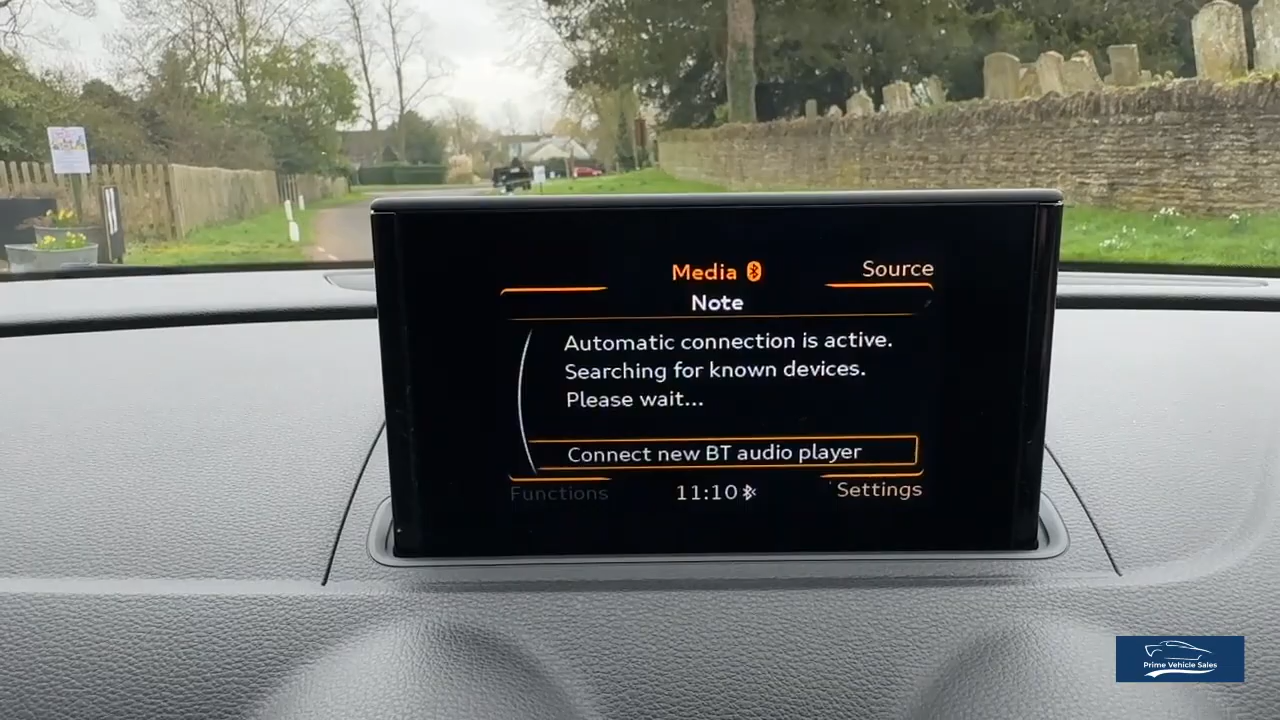 Media
Source
Note
Automatic connection is active.
Searching for known devices.
Please wait...
Connect new BT audio player
Functions
11:10
Settings
Prime Vehicle Sales